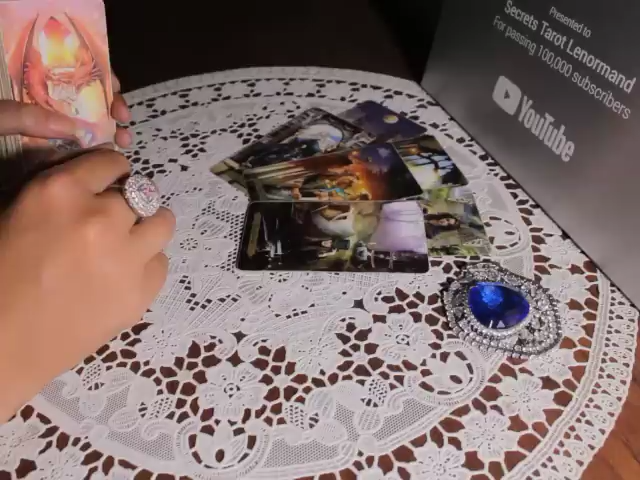 Presented to
Secrets Tarot Lenormand
For passing 100,000 subscribers
YouTube